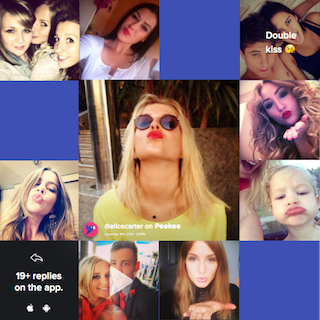 Double
kiss 😘
@alicecarter on Peekee
19+ replies
on the app.